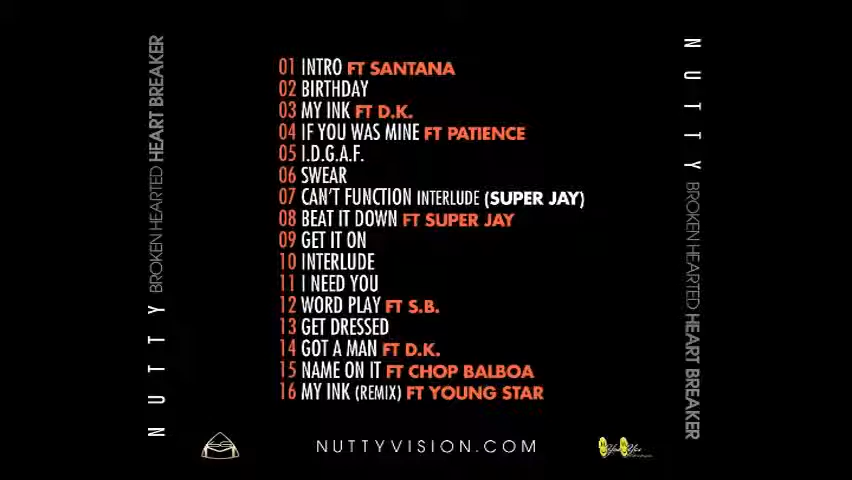 NUTTY BROKEN HEARTED HEART BREAKER
01 INTRO FT SANTANA
02 BIRTHDAY
03 MY INK FT D.K.
04 IF YOU WAS MINE FT PATIENCE
05 I.D.G.A.F.
06 SWEAR
07 CAN'T FUNCTION INTERLUDE (SUPER JAY)
08 BEAT IT DOWN FT SUPER JAY
09 GET IT ON
10 INTERLUDE
11 I NEED YOU
12 WORD PLAY FT S.B.
13 GET DRESSED
14 GOT A MAN FT D.K.
15 NAME ON IT FT CHOP BALBOA
16 MY INK (REMIX) FT YOUNG STAR
NUTTY BROKEN HEARTED HEART BREAKER
NUTTYVISION.COM